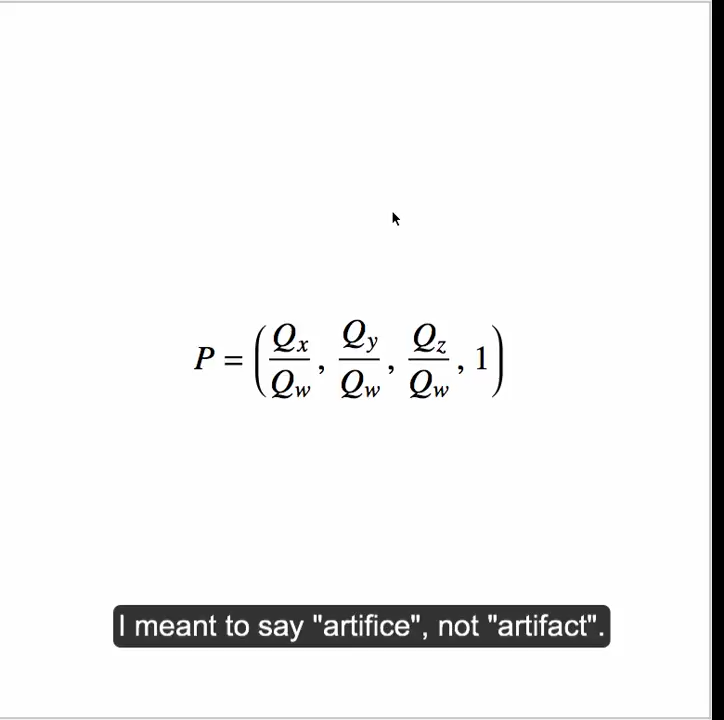 P = (Qx/Qw, Qy/Qw, Qz/Qw, 1)
I meant to say "artifice", not "artifact".